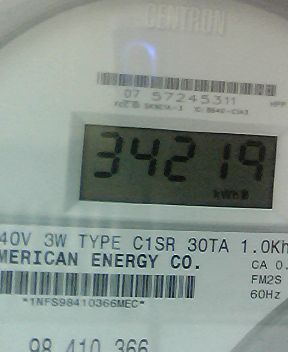 CENTRON
07 57245311
34219
kWh
40V 3W TYPE C1SR 30TA 1.0Kh
MERICAN ENERGY CO.
CA 0.
FM2S
60Hz
*1NFS98410366MEC*
98 410 366